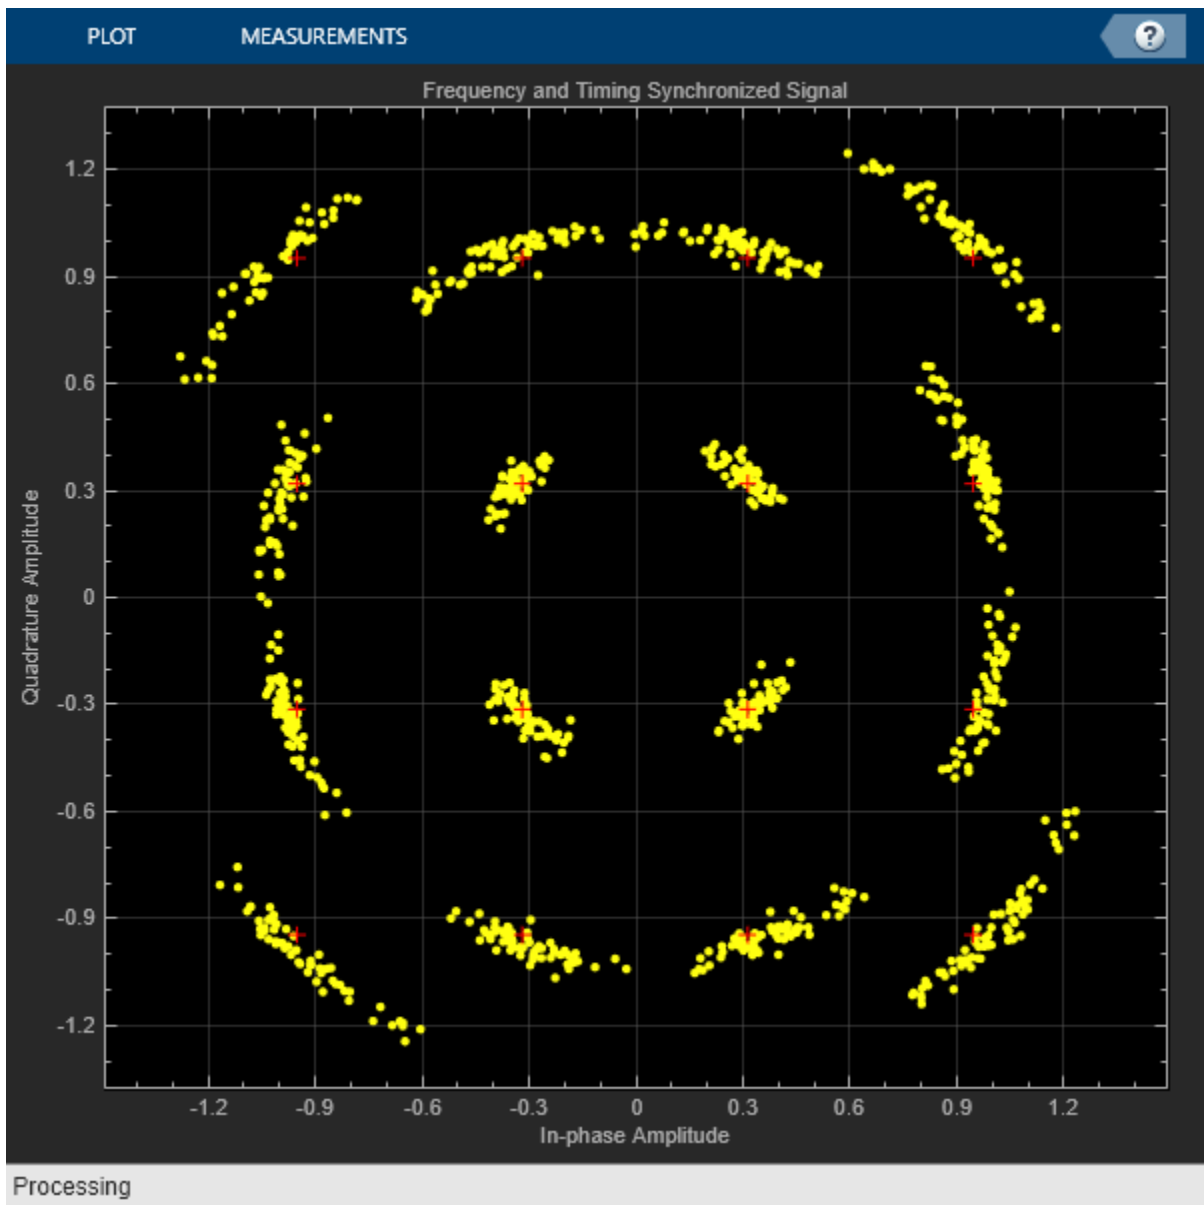 PLOT MEASUREMENTS ?
Frequency and Timing Synchronized Signal
1.2
0.9
0.6
0.3
0
-0.3
-0.6
-0.9
-1.2
Quadrature Amplitude
-1.2 -0.9 -0.6 -0.3 0 0.3 0.6 0.9 1.2
In-phase Amplitude
Processing